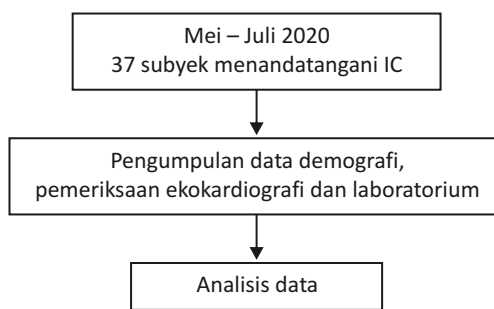 Mei – Juli 2020
37 subyek menandatangani IC
Pengumpulan data demografi,
pemeriksaan ekokardiografi dan laboratorium
Analisis data